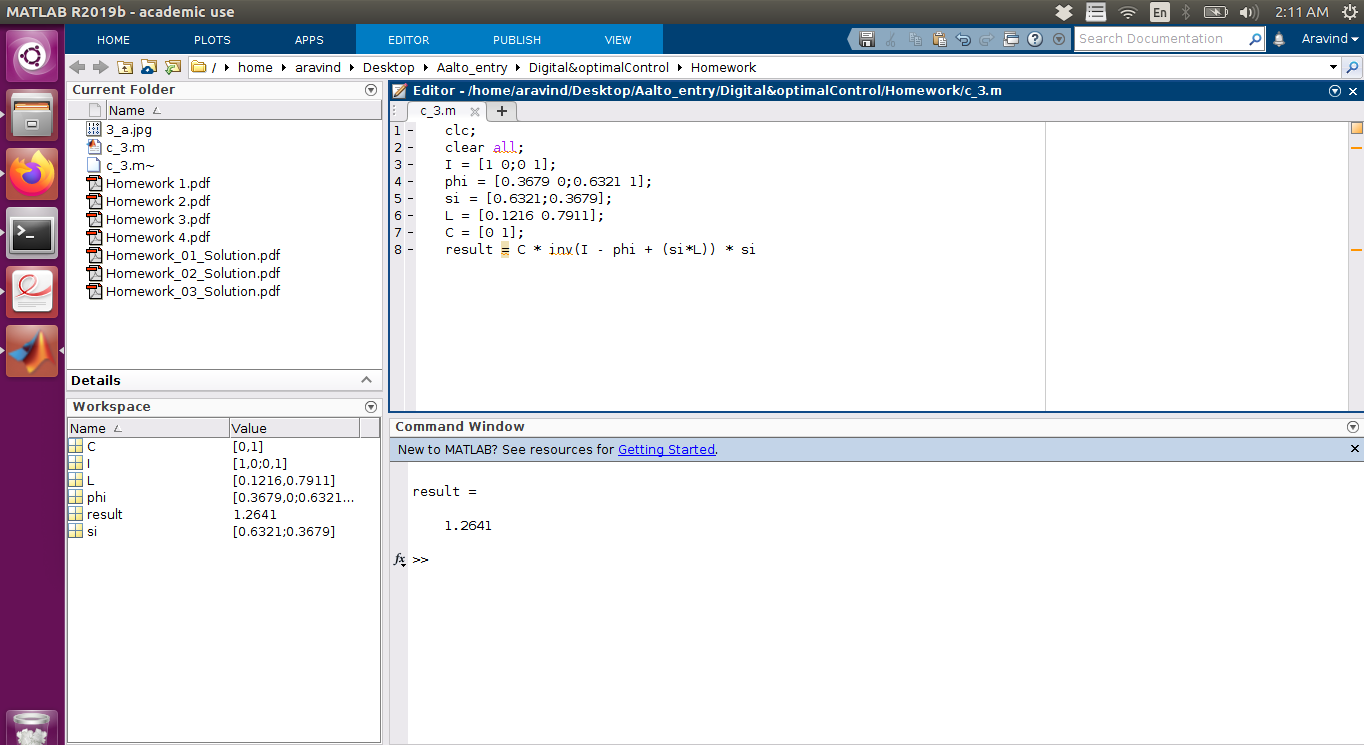 MATLAB R2019b - academic use
En
2:11 AM
HOME PLOTS APPS EDITOR PUBLISH VIEW
Search Documentation
Aravind
/ home aravind Desktop Aalto_entry Digital&optimalControl Homework
Current Folder
Name
3_a.jpg
c_3.m
c_3.m~
Homework 1.pdf
Homework 2.pdf
Homework 3.pdf
Homework 4.pdf
Homework_01_Solution.pdf
Homework_02_Solution.pdf
Homework_03_Solution.pdf
Details
Workspace
Name Value
C [0,1]
I [1,0;0,1]
L [0.1216,0.7911]
phi [0.3679,0;0.6321...
result 1.2641
si [0.6321;0.3679]
Editor - /home/aravind/Desktop/Aalto_entry/Digital&optimalControl/Homework/c_3.m
c_3.m
1 - clc;
2 - clear all;
3 - I = [1 0;0 1];
4 - phi = [0.3679 0;0.6321 1];
5 - si = [0.6321;0.3679];
6 - L = [0.1216 0.7911];
7 - C = [0 1];
8 - result = C * inv(I - phi + (si*L)) * si
Command Window
New to MATLAB? See resources for Getting Started.
result =
1.2641
fx >>